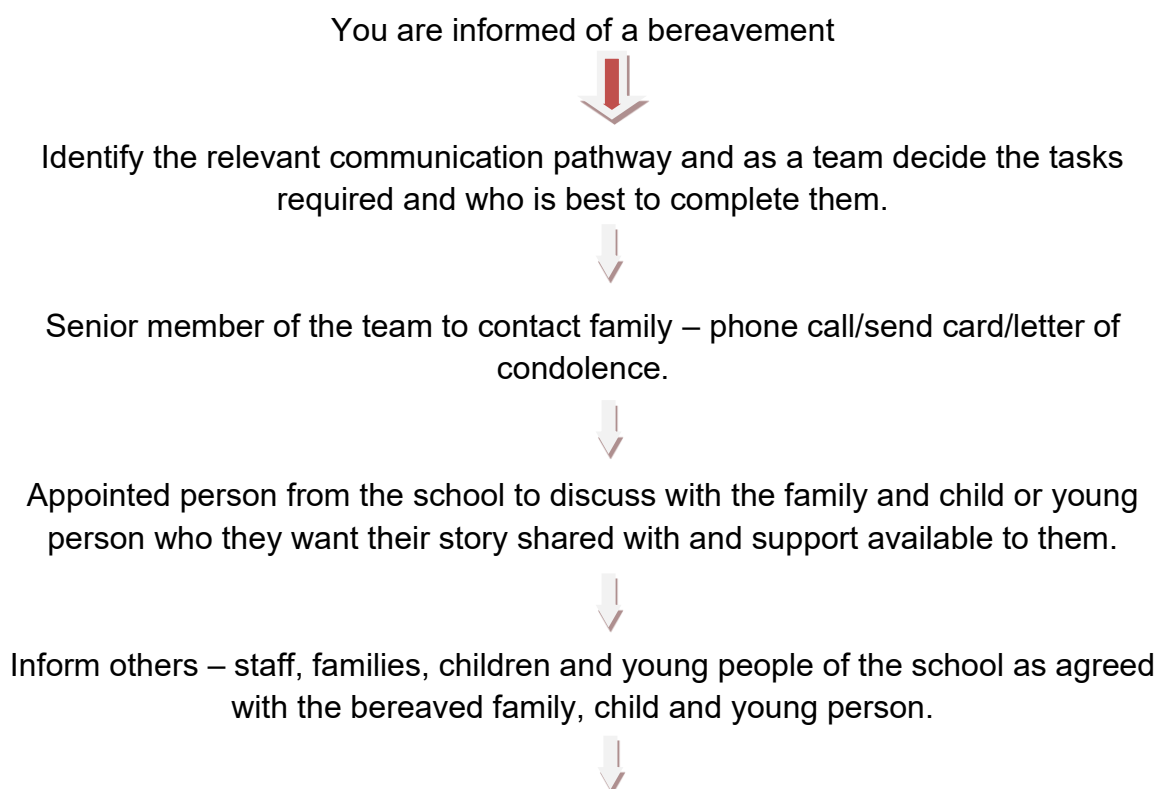 You are informed of a bereavement
Identify the relevant communication pathway and as a team decide the tasks
required and who is best to complete them.
Senior member of the team to contact family – phone call/send card/letter of
condolence.
Appointed person from the school to discuss with the family and child or young
person who they want their story shared with and support available to them.
Inform others – staff, families, children and young people of the school as agreed
with the bereaved family, child and young person.